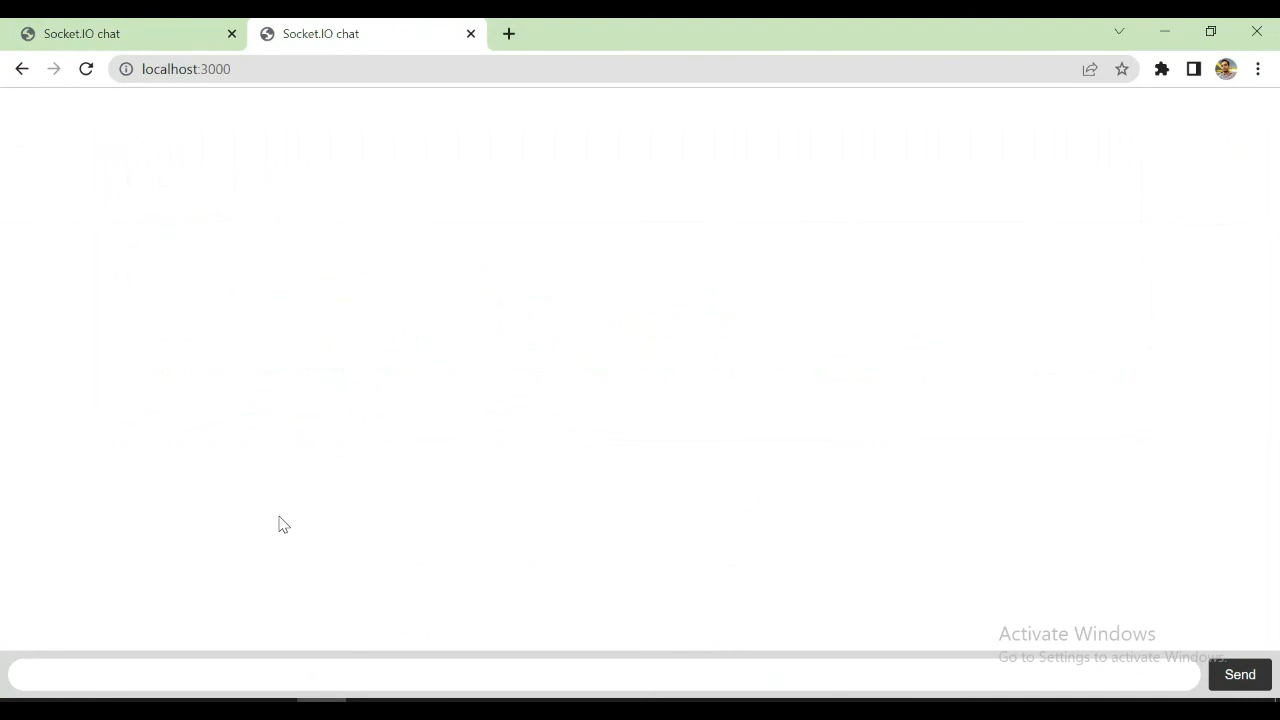 Socket.IO chat
Socket.IO chat
localhost:3000
Activate Windows
Go to Settings to activate Windows.
Send